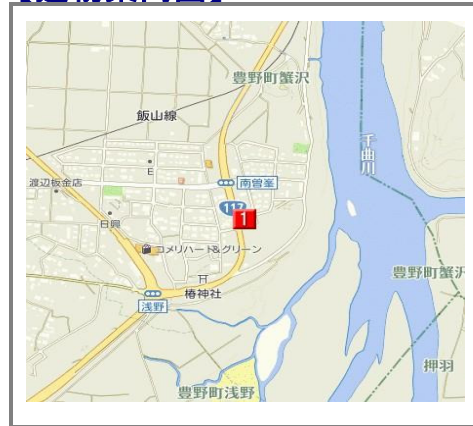 豊野町蟹沢
飯山線
千曲川
E
渡辺板金店
南曽峯
117
1
日興
コメリハード&グリーン
豊野町蟹沢
椿神社
浅野
押羽
豊野町浅野